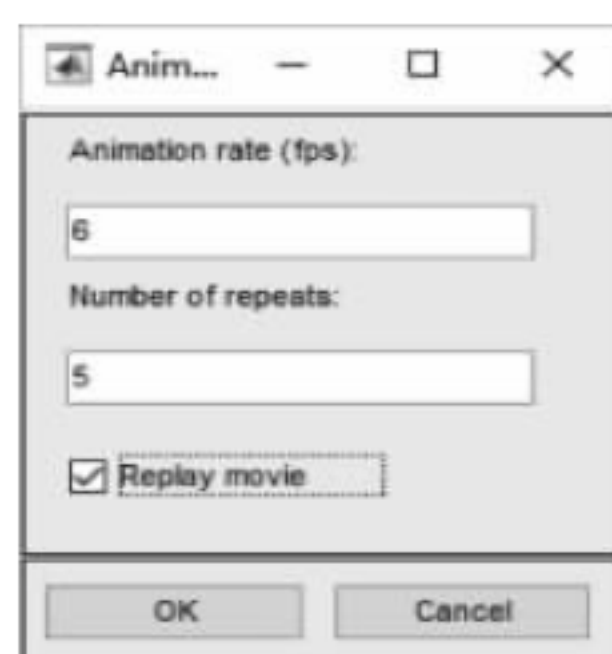 Anim...
Animation rate (fps):
6
Number of repeats:
5
Replay movie
OK
Cancel